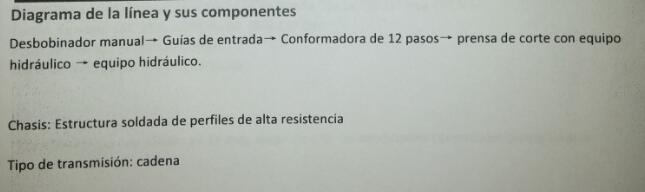 Diagrama de la línea y sus componentes
Desbobinador manual→ Guías de entrada→ Conformadora de 12 pasos→ prensa de corte con equipo
hidráulico → equipo hidráulico.
Chasis: Estructura soldada de perfiles de alta resistencia
Tipo de transmisión: cadena